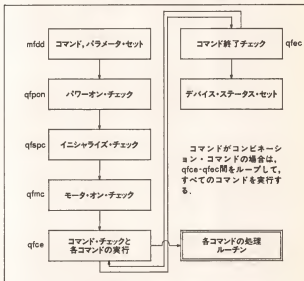 mfdd
コマンド,パラメータ・セット
qfpon
パワーオン・チェック
qfspc
イニシャライズ・チェック
qfmc
モータ・オン・チェック
qfce
コマンド・チェックと
各コマンドの実行
コマンド終了チェック
qfec
デバイス・ステータス・セット
コマンドがコンビネーシ
ョン・コマンドの場合は,
qfce-qfec間をループして,
すべてのコマンドを実行す
る.
各コマンドの処理
ルーチン